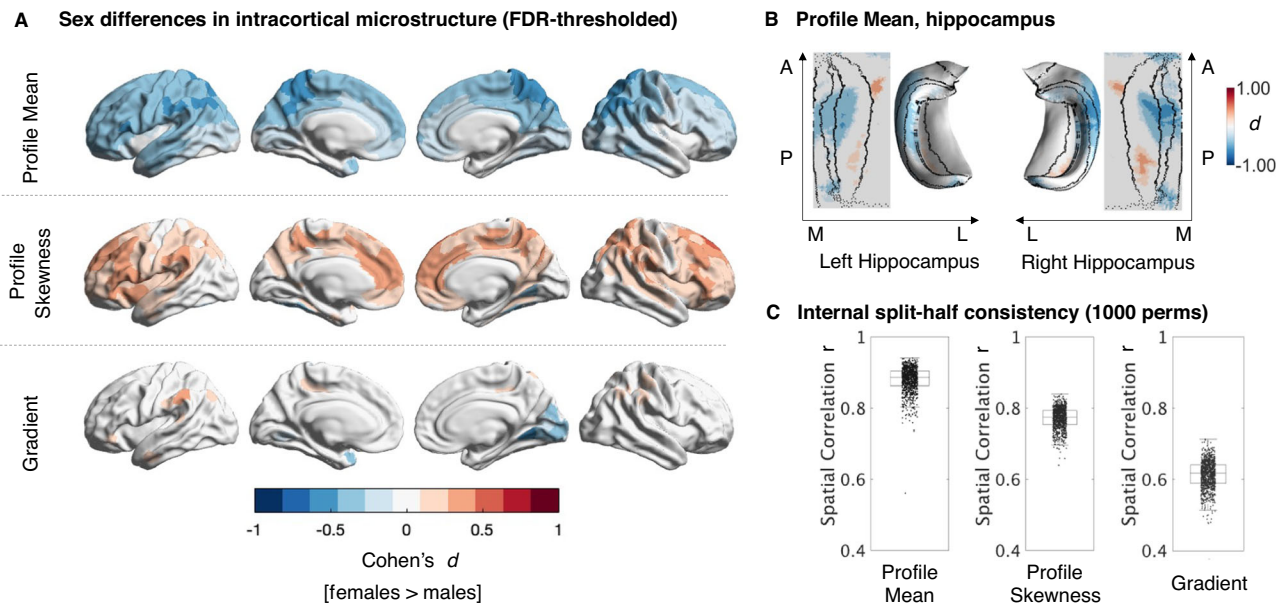 A Sex differences in intracortical microstructure (FDR-thresholded)
Profile Mean
Profile
Skewness
Gradient
-1 -0.5 0 0.5 1
Cohen's d
[females > males]
B Profile Mean, hippocampus
A
P
M L
Left Hippocampus
A
P
L M
Right Hippocampus
1.00
d
-1.00
C Internal split-half consistency (1000 perms)
Spatial Correlation r
1
0.8
0.6
0.4
Profile
Mean
Spatial Correlation r
1
0.8
0.6
0.4
Profile
Skewness
Spatial Correlation r
1
0.8
0.6
0.4
Gradient